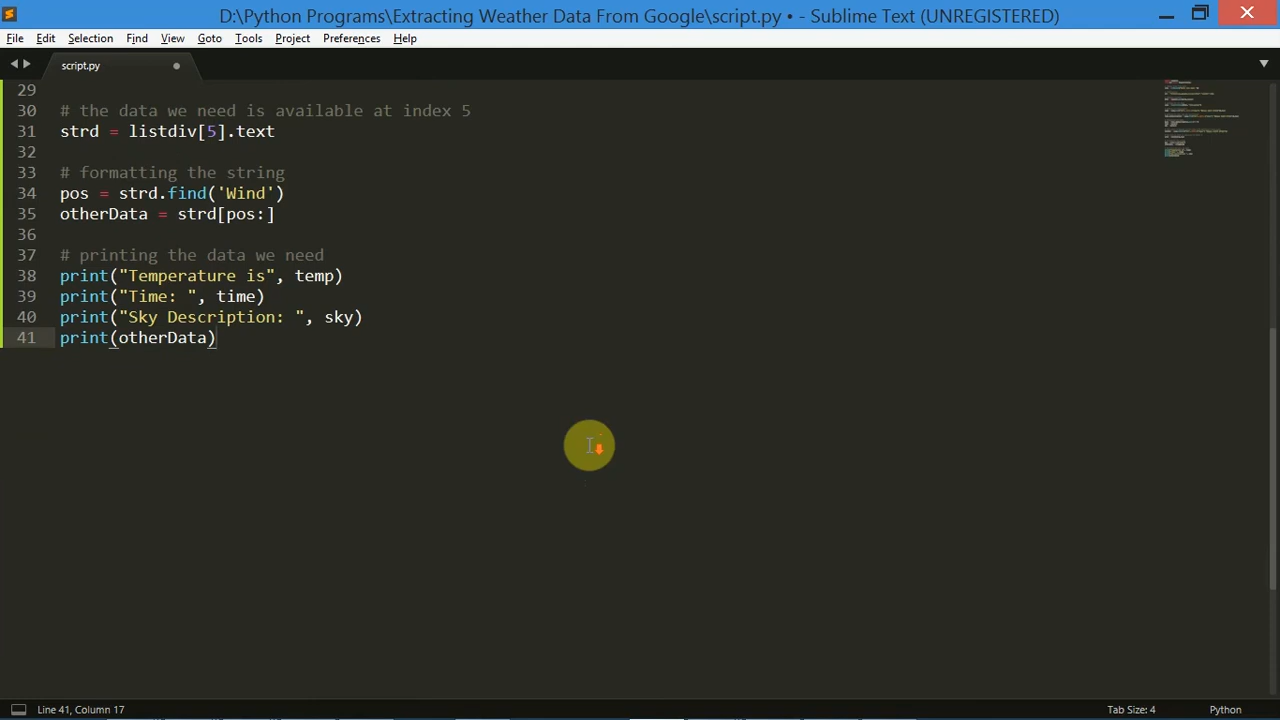 D:\Python Programs\Extracting Weather Data From Google\script.py • - Sublime Text (UNREGISTERED)
File Edit Selection Find View Goto Tools Project Preferences Help
script.py
29
30 # the data we need is available at index 5
31 strd = listdiv[5].text
32
33 # formatting the string
34 pos = strd.find('Wind')
35 otherData = strd[pos:]
36
37 # printing the data we need
38 print("Temperature is", temp)
39 print("Time: ", time)
40 print("Sky Description: ", sky)
41 print(otherData)
Line 41, Column 17 Tab Size: 4 Python